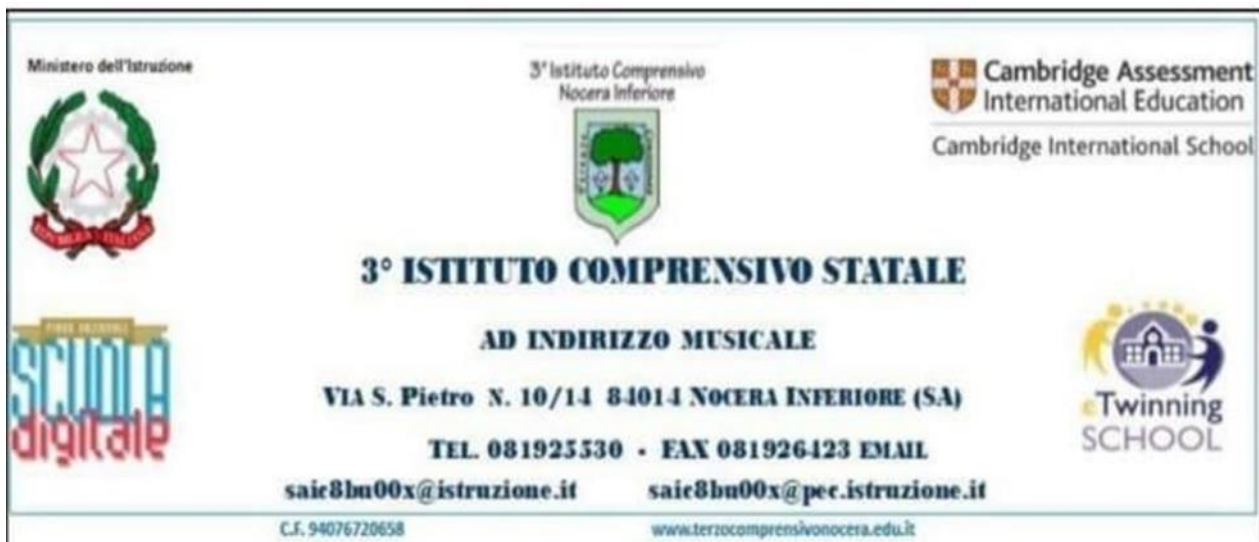 Ministero dell'Istruzione
REPVBBLICA ITALIANA
3° Istituto Comprensivo
Nocera Inferiore
Cambridge Assessment
International Education
Cambridge International School
3° ISTITUTO COMPRENSIVO STATALE
AD INDIRIZZO MUSICALE
VIA S. Pietro N. 10/14 84014 NOCERA INFERIORE (SA)
TEL. 081925530 - FAX 081926423 EMAIL
saic8bu00x@istruzione.it saic8bu00x@pec.istruzione.it
SCUOLA
digitale
eTwinning
SCHOOL
C.F. 94076720658 www.terzocomprensivonocera.edu.it